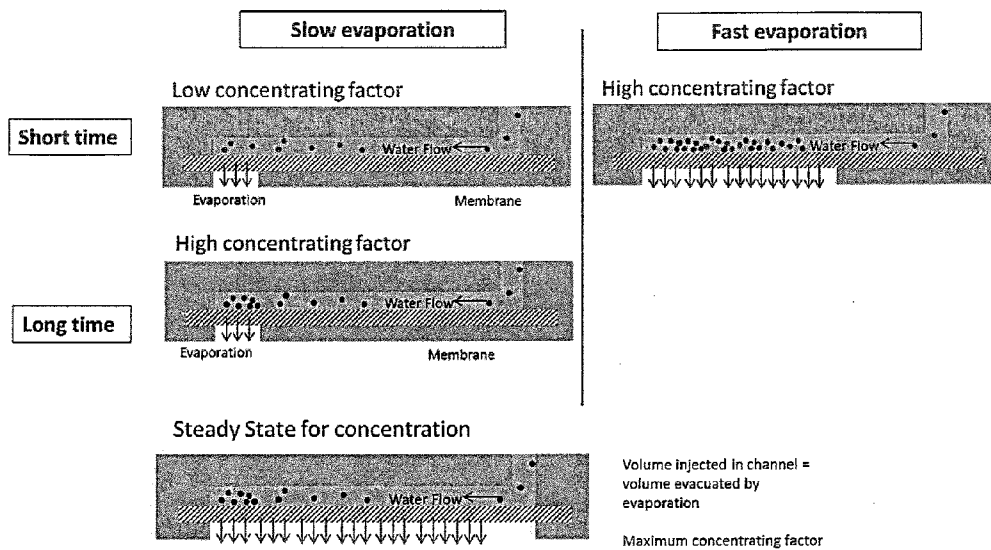 Slow evaporation
Fast evaporation
Low concentrating factor
High concentrating factor
Short time
Water Flow
Water Flow
Evaporation
Membrane
High concentrating factor
Long time
Water Flow
Evaporation
Membrane
Steady State for concentration
Water Flow
Volume injected in channel =
volume evacuated by
evaporation
Maximum concentrating factor